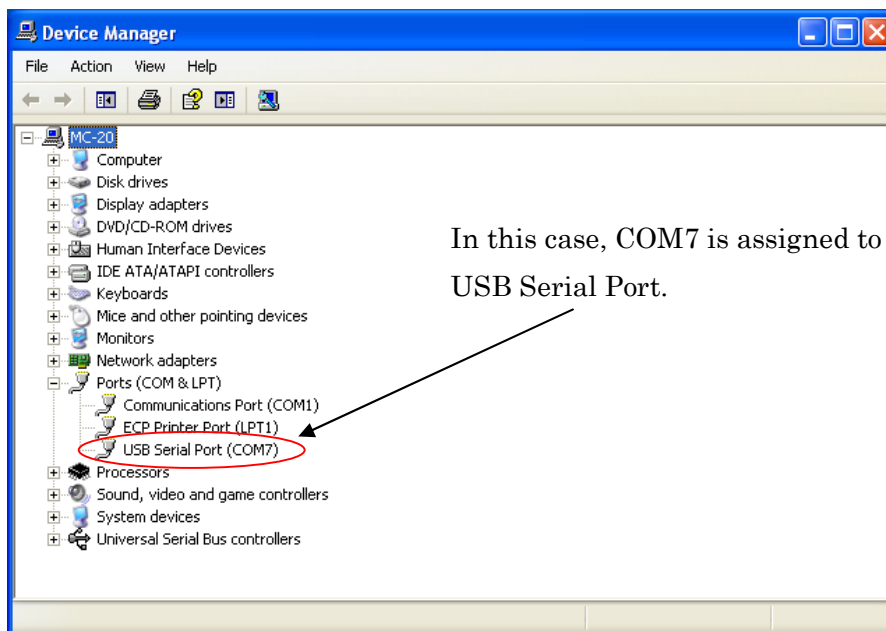 Device Manager
File Action View Help
MC-20
Computer
Disk drives
Display adapters
DVD/CD-ROM drives
Human Interface Devices
IDE ATA/ATAPI controllers
Keyboards
Mice and other pointing devices
Monitors
Network adapters
Ports (COM & LPT)
Communications Port (COM1)
ECP Printer Port (LPT1)
USB Serial Port (COM7)
Processors
Sound, video and game controllers
System devices
Universal Serial Bus controllers
In this case, COM7 is assigned to
USB Serial Port.